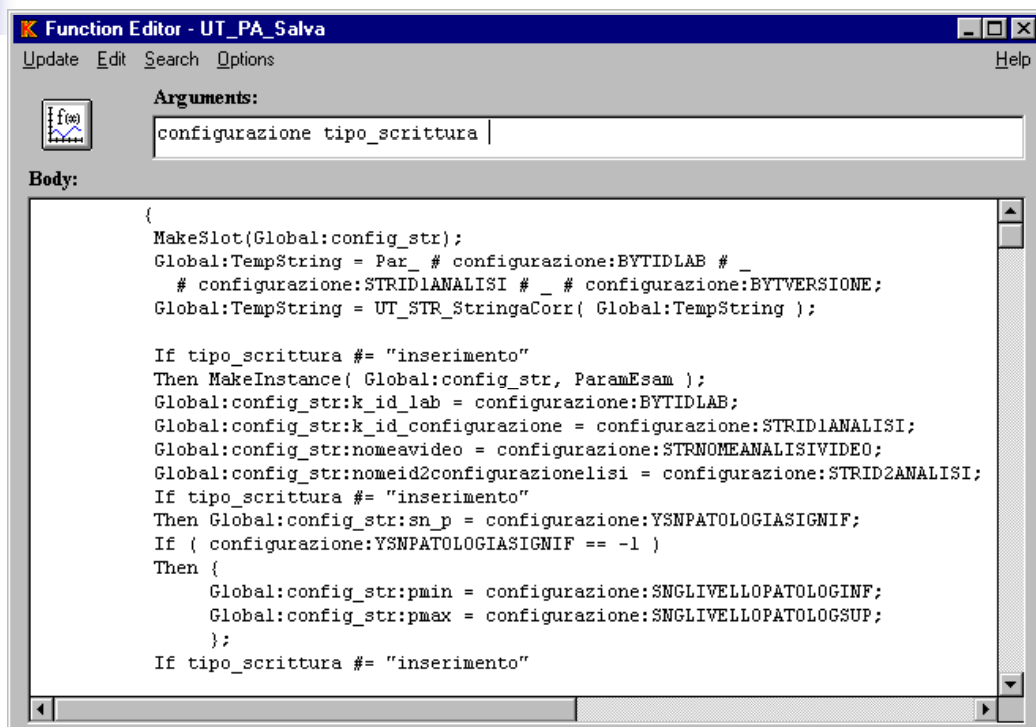 Function Editor - UT_PA_Salva
Update Edit Search Options Help
Arguments:
f(x)
configurazione tipo_scrittura
Body:
{
MakeSlot(Global:config_str);
Global:TempString = Par_ # configurazione:BYTIDLAB # _
# configurazione:STRID1ANALISI # _ # configurazione:BYTVERSIONE;
Global:TempString = UT_STR_StringaCorr( Global:TempString );
If tipo_scrittura #= "inserimento"
Then MakeInstance( Global:config_str, ParamEsam );
Global:config_str:k_id_lab = configurazione:BYTIDLAB;
Global:config_str:k_id_configurazione = configurazione:STRID1ANALISI;
Global:config_str:nomeavideo = configurazione:STRNOMEANALISIVIDEO;
Global:config_str:nomeid2configurazionelisi = configurazione:STRID2ANALISI;
If tipo_scrittura #= "inserimento"
Then Global:config_str:sn_p = configurazione:YSNPATOLOGIASIGNIF;
If ( configurazione:YSNPATOLOGIASIGNIF == -1 )
Then {
Global:config_str:pmin = configurazione:SNGLIVELLOPATOLOGINF;
Global:config_str:pmax = configurazione:SNGLIVELLOPATOLOGSUP;
};
If tipo_scrittura #= "inserimento"